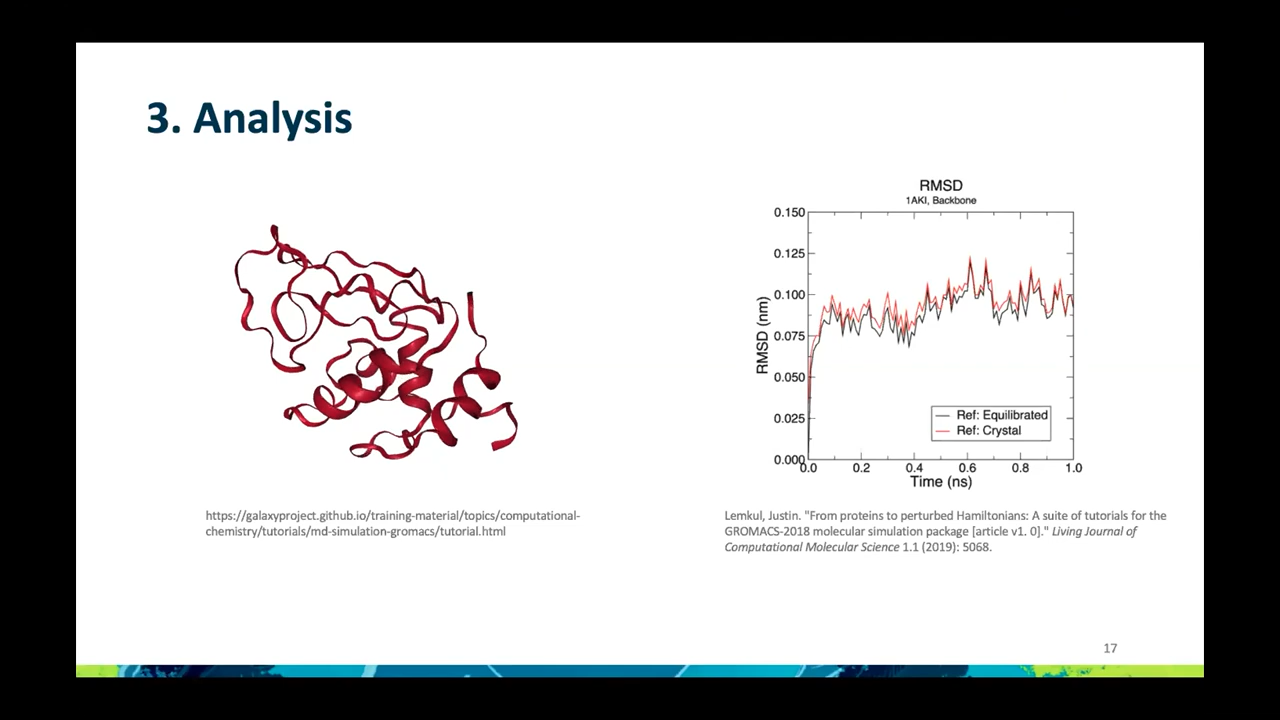 3. Analysis
https://galaxyproject.github.io/training-material/topics/computational-
chemistry/tutorials/md-simulation-gromacs/tutorial.html
RMSD
1AKI, Backbone
RMSD (nm)
0.150
0.125
0.100
0.075
0.050
0.025
0.000
Ref: Equilibrated
Ref: Crystal
0.0 0.2 0.4 0.6 0.8 1.0
Time (ns)
Lemkul, Justin. "From proteins to perturbed Hamiltonians: A suite of tutorials for the
GROMACS-2018 molecular simulation package [article v1. 0]." Living Journal of
Computational Molecular Science 1.1 (2019): 5068.
17